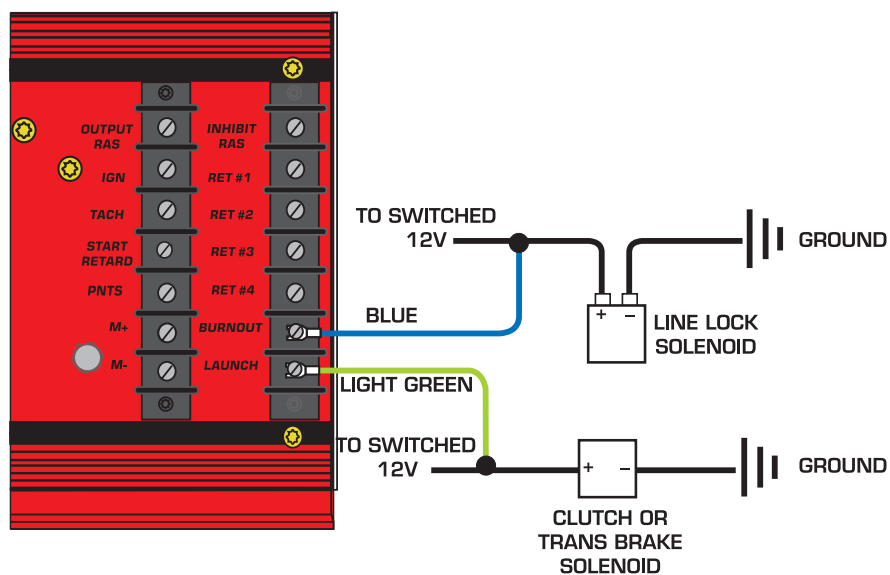 OUTPUT
RAS
IGN
TACH
START
RETARD
PNTS
M+
M-
INHIBIT
RAS
RET #1
RET #2
RET #3
RET #4
BURNOUT
LAUNCH
BLUE
LIGHT GREEN
TO SWITCHED
12V
+ –
LINE LOCK
SOLENOID
GROUND
TO SWITCHED
12V
+ –
CLUTCH OR
TRANS BRAKE
SOLENOID
GROUND